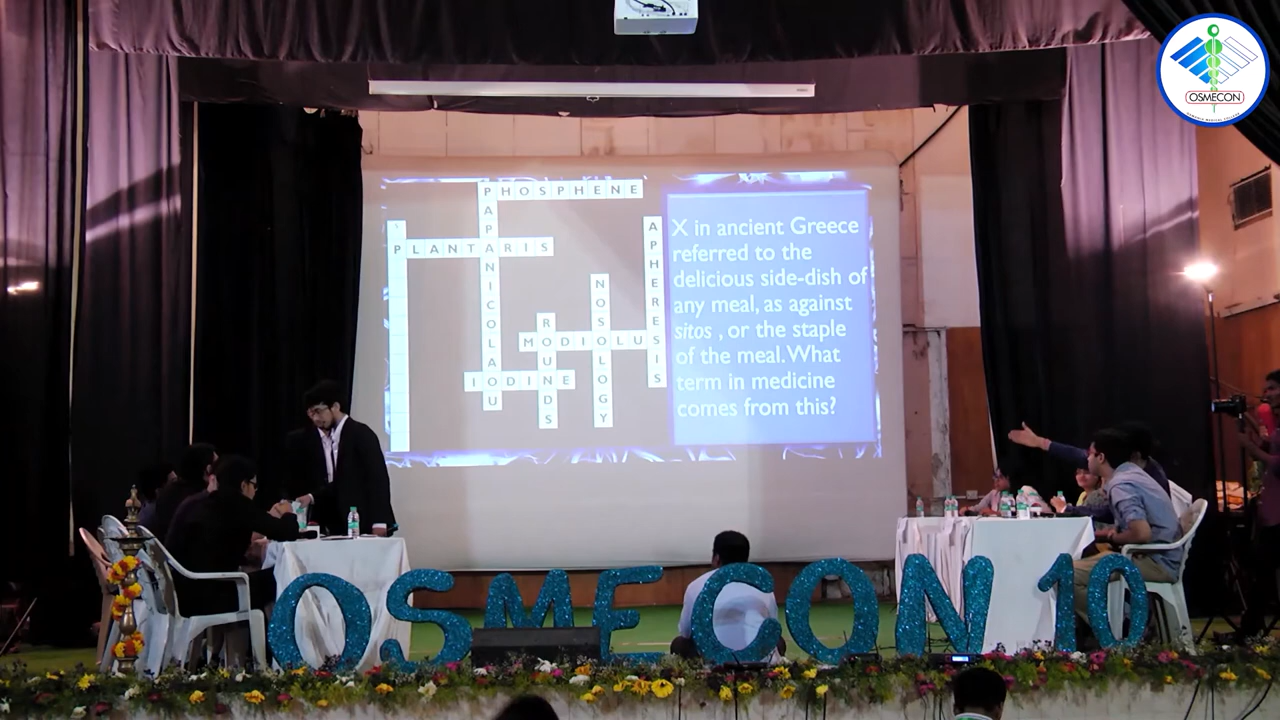 OSMECON
PHOSPHENE
PAPANICOLAOU
PLANTARIS
APHERESIS
NOSOLOGY
ROUNDS
MODIOLUS
IODINE
X in ancient Greece
referred to the
delicious side-dish of
any meal, as against
sitos , or the staple
of the meal. What
term in medicine
comes from this?
OSMECON 10